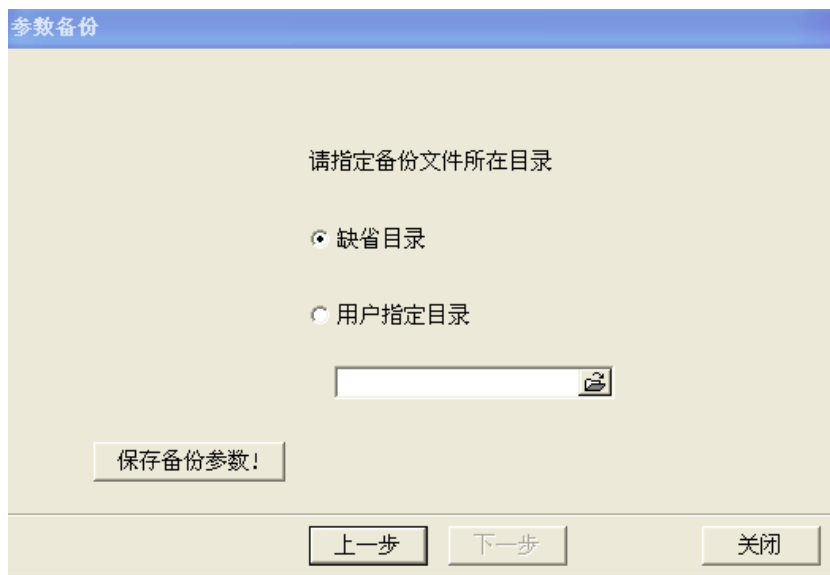 参数备份
请指定备份文件所在目录
缺省目录
用户指定目录
保存备份参数!
上一步
下一步
关闭